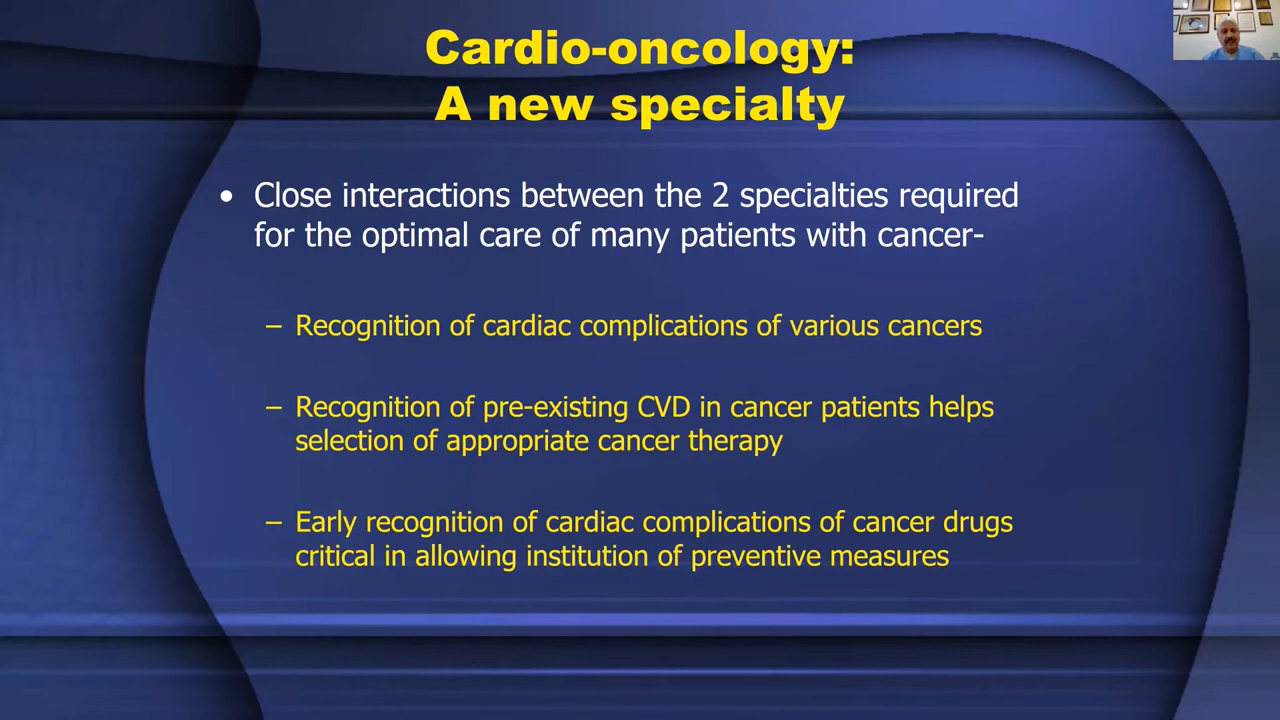 Cardio-oncology:
A new specialty
• Close interactions between the 2 specialties required
for the optimal care of many patients with cancer-
– Recognition of cardiac complications of various cancers
– Recognition of pre-existing CVD in cancer patients helps
selection of appropriate cancer therapy
– Early recognition of cardiac complications of cancer drugs
critical in allowing institution of preventive measures